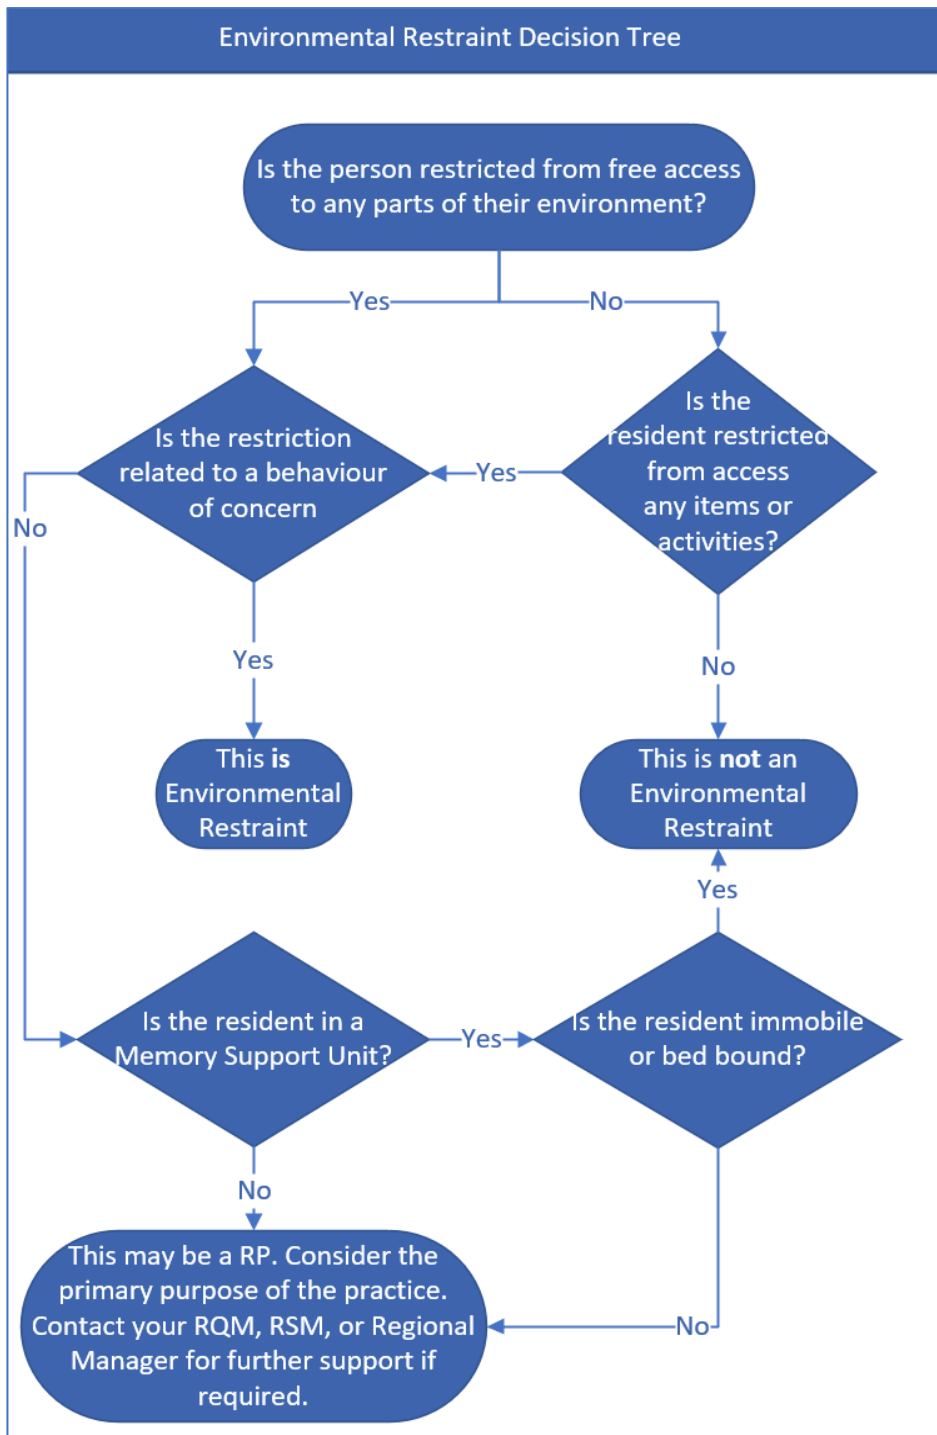 Environmental Restraint Decision Tree
Is the person restricted from free access
to any parts of their environment?
Yes
No
Is the restriction
related to a behaviour
of concern
Yes
Is the
resident restricted
from access
any items or
activities?
No
Yes
No
This is
Environmental
Restraint
This is not an
Environmental
Restraint
Yes
Is the resident in a
Memory Support Unit?
Yes
Is the resident immobile
or bed bound?
No
This may be a RP. Consider the
primary purpose of the practice.
Contact your RQM, RSM, or Regional
Manager for further support if
required.
No